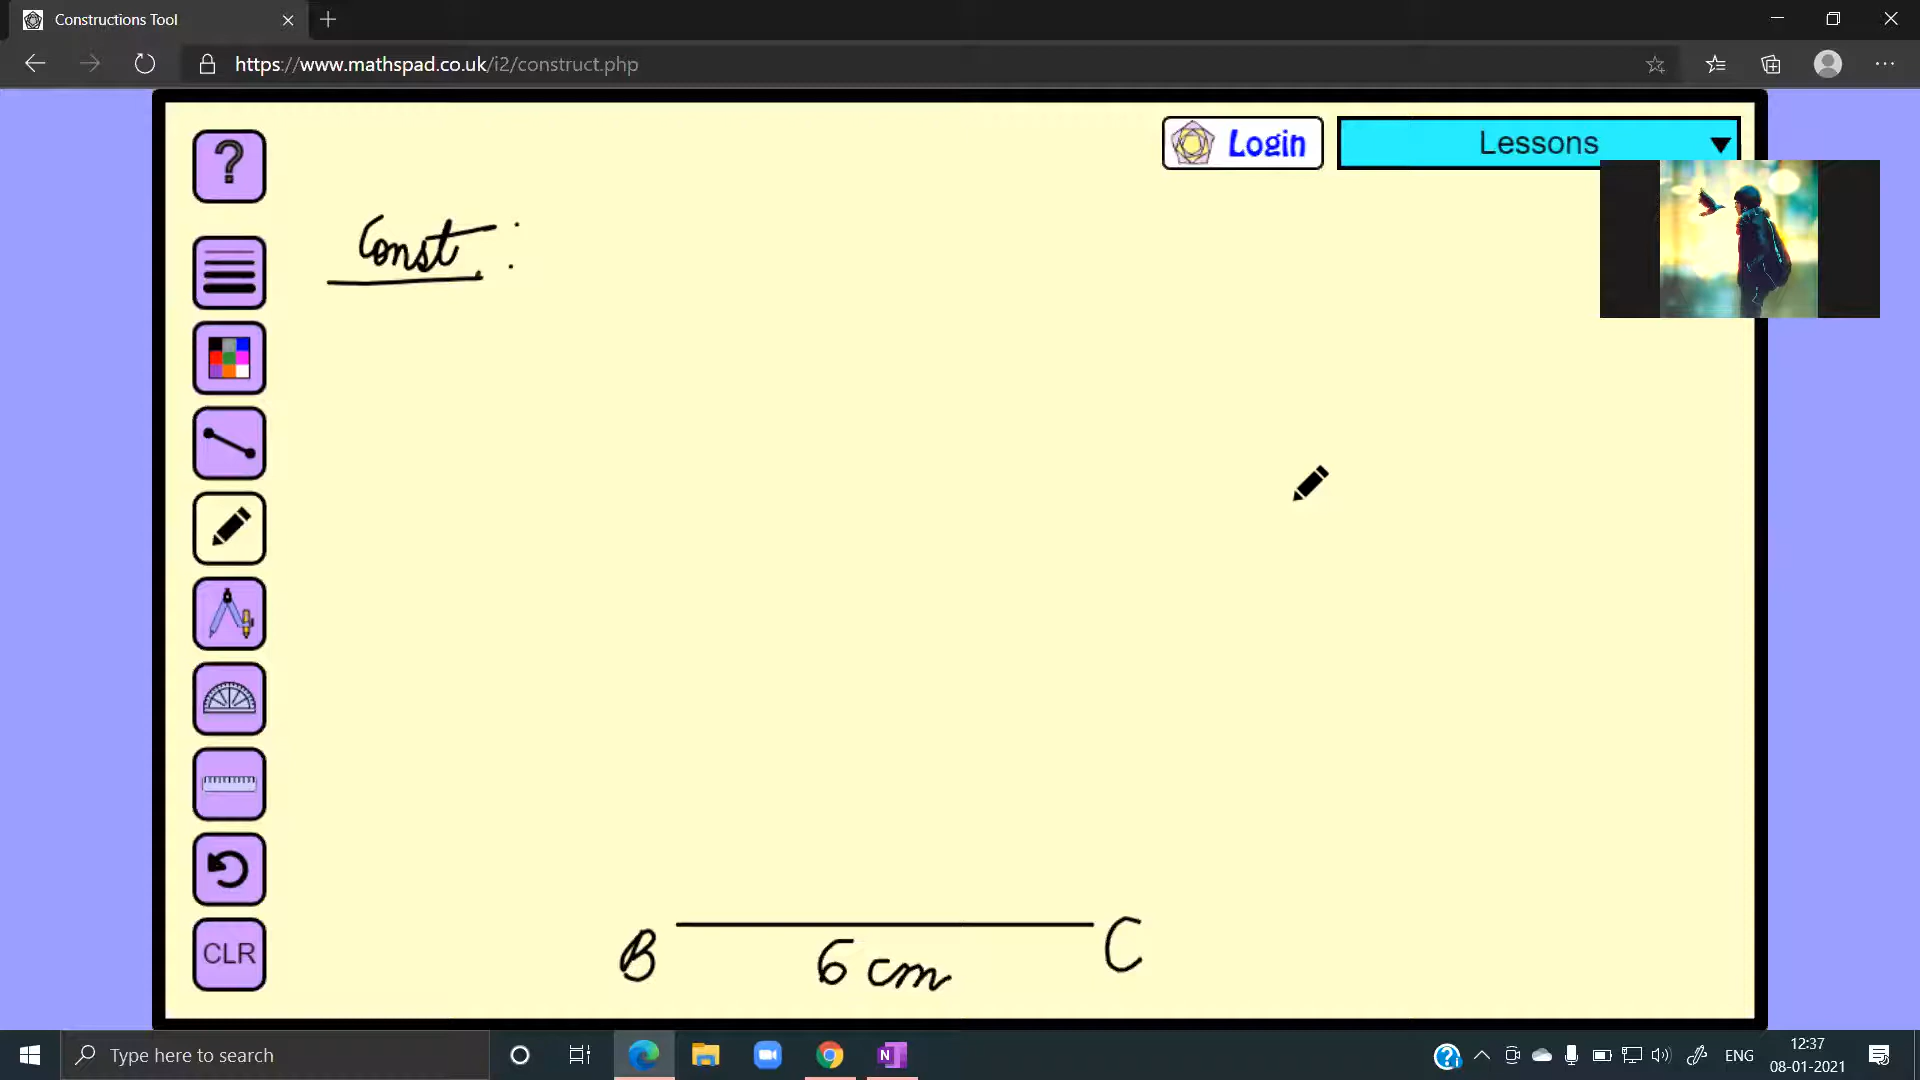 Constructions Tool
https://www.mathspad.co.uk/i2/construct.php
?
Login
Lessons
Const. :
CLR
B
C
6 cm
Type here to search
N
ENG
12:37
08-01-2021